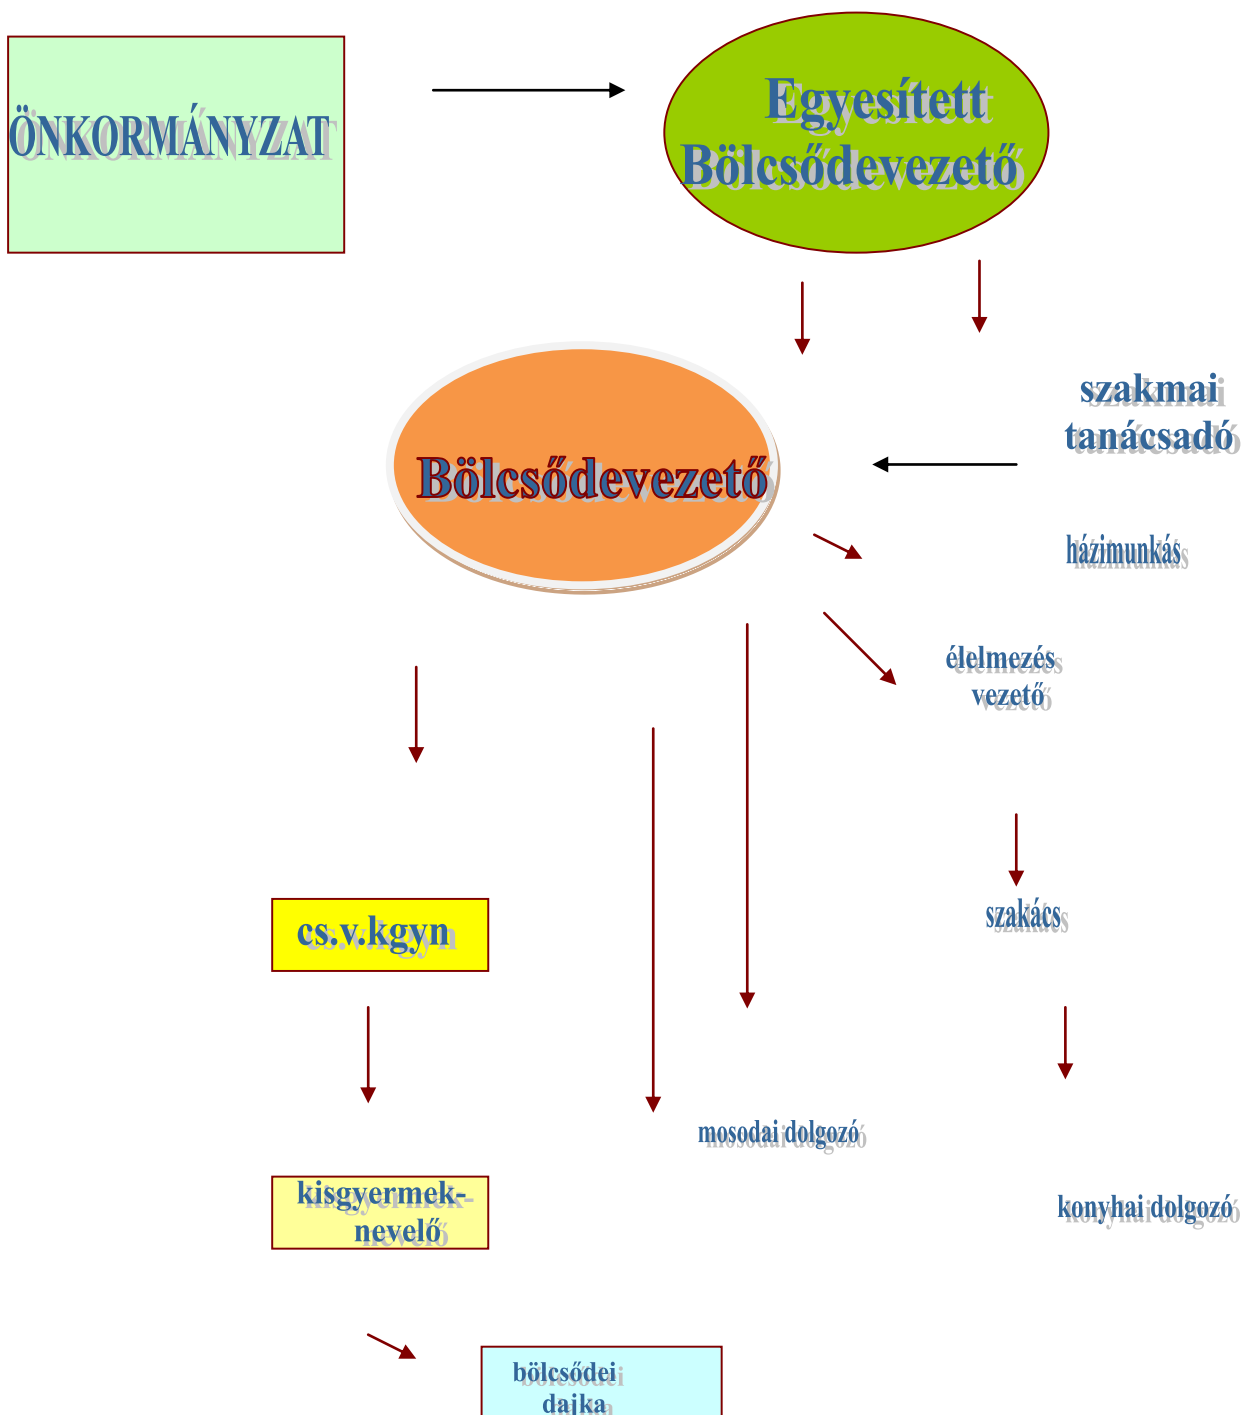 ÖNKORMÁNYZAT
Egyesített
Bölcsődevezető
szakmai
tanácsadó
Bölcsődevezető
házimunkás
élelmezés
vezető
szakács
cs.v.kgyn
mosodai dolgozó
kisgyermek-
nevelő
konyhai dolgozó
bölcsődei
dajka